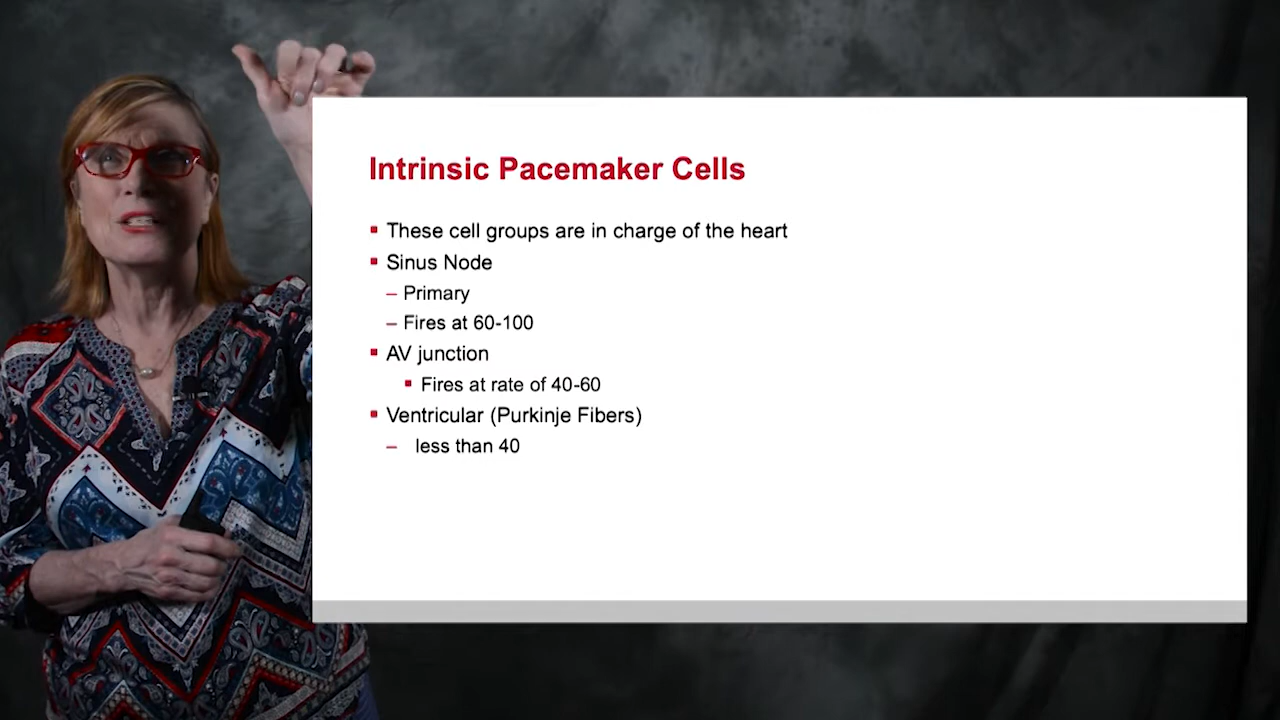 Intrinsic Pacemaker Cells
▪ These cell groups are in charge of the heart
▪ Sinus Node
– Primary
– Fires at 60-100
▪ AV junction
▪ Fires at rate of 40-60
▪ Ventricular (Purkinje Fibers)
– less than 40